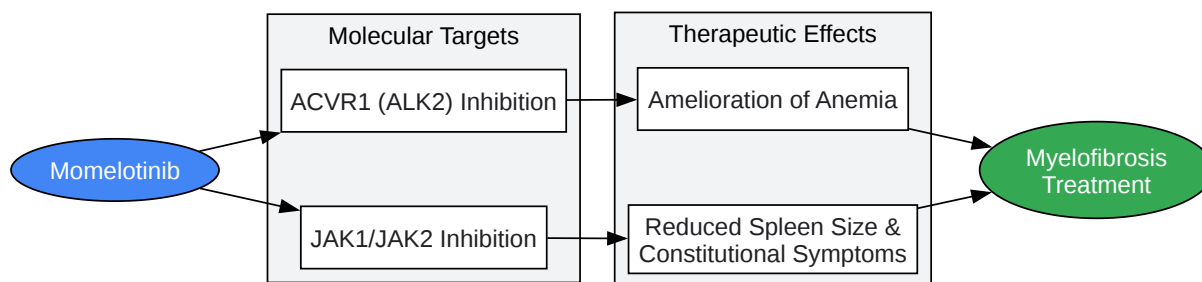 Molecular Targets
Therapeutic Effects
ACVR1 (ALK2) Inhibition
Amelioration of Anemia
Momelotinib
Myelofibrosis
Treatment
JAK1/JAK2 Inhibition
Reduced Spleen Size &
Constitutional Symptoms